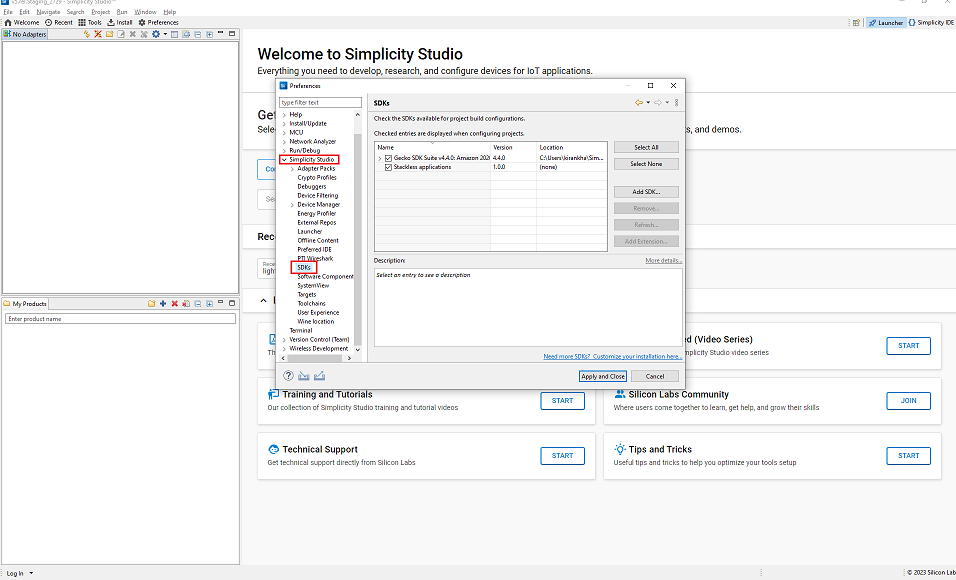 v5.rel.staging_2729 - Simplicity Studio™
File Edit Navigate Search Project Run Window Help
Welcome Recent Tools Install Preferences
Launcher Simplicity IDE
No Adapters
Welcome to Simplicity Studio
Everything you need to develop, research, and configure devices for IoT applications.
Get
Selec
s, and demos.
Con
Sea
Rece
Rece
light
Preferences
type filter text
Help
Install/Update
MCU
Network Analyzer
Run/Debug
Simplicity Studio
Adapter Packs
Crypto Profiles
Debuggers
Device Filtering
Device Manager
Energy Profiler
External Repos
Launcher
Offline Content
Preferred IDE
PTI Wireshark
SDKs
Software Component
SystemView
Targets
Toolchains
User Experience
Wine location
Terminal
Version Control (Team)
Wireless Development
SDKs
Check the SDKs available for project build configurations.
Checked entries are displayed when configuring projects.
Name Version Location
Gecko SDK Suite v4.4.0: Amazon 202 4.4.0 C:\Users\kirankha\Sim...
Stackless applications 1.0.0 (none)
Select All
Select None
Add SDK...
Remove...
Refresh...
Add Extension...
Description:
More details...
Select an entry to see a description
Need more SDKs? Customize your installation here...
Apply and Close
Cancel
My Products
Enter product name
d (Video Series)
mplicity Studio video series
START
Training and Tutorials
Our collection of Simplicity Studio training and tutorial videos
START
Silicon Labs Community
Where users come together to learn, get help, and grow their skills
JOIN
Technical Support
Get technical support directly from Silicon Labs
START
Tips and Tricks
Useful tips and tricks to help you optimize your tools setup
START
Log In
© 2023 Silicon Lab